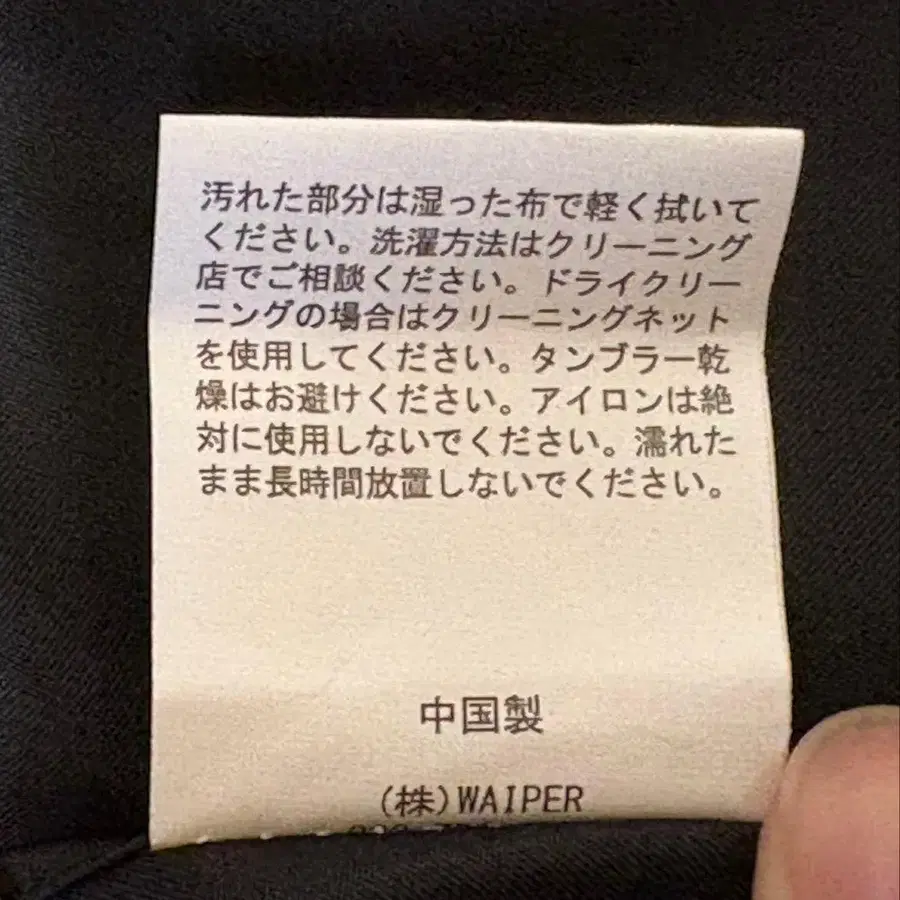 汚れた部分は湿った布で軽く拭いて
ください。洗濯方法はクリーニング
店でご相談ください。ドライクリー
ニングの場合はクリーニングネット
を使用してください。タンブラー乾
燥はお避けください。アイロンは絶
対に使用しないでください。濡れた
まま長時間放置しないでください。
中国製
(株)WAIPER